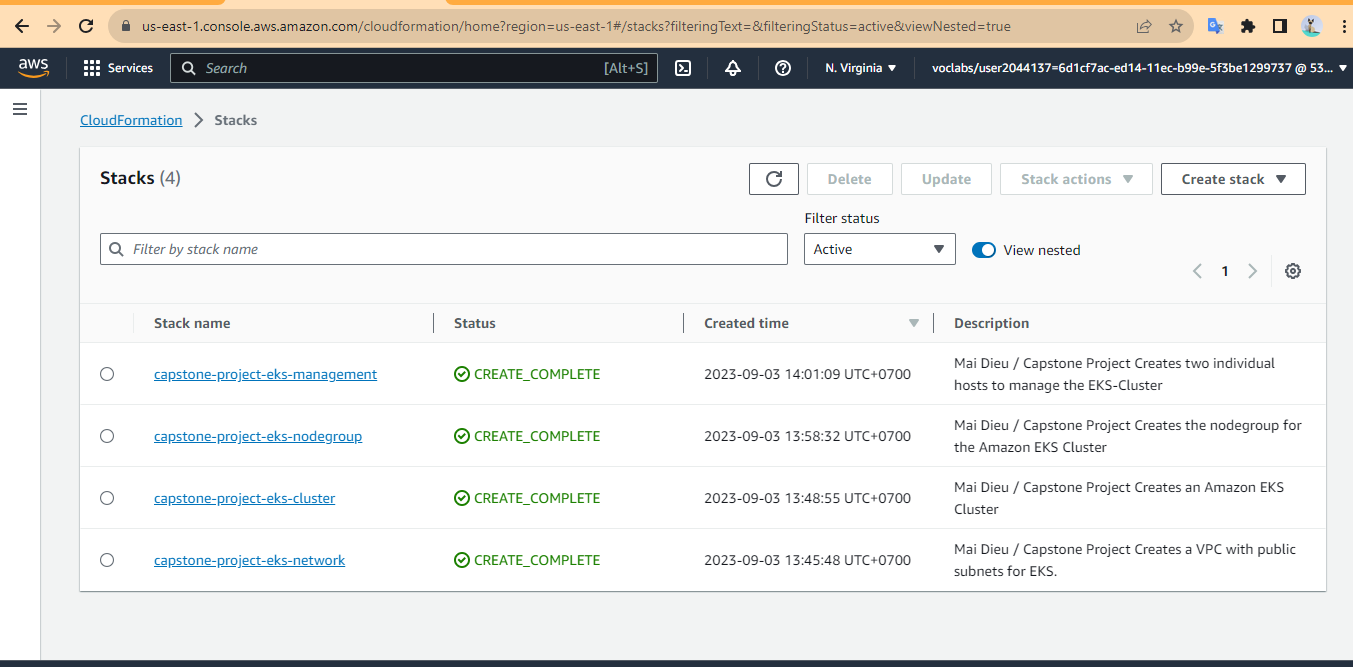 us-east-1.console.aws.amazon.com/cloudformation/home?region=us-east-1#/stacks?filteringText=&filteringStatus=active&viewNested=true
aws Services Search [Alt+S] N. Virginia voclabs/user2044137=6d1cf7ac-ed14-11ec-b99e-5f3be1299737 @ 53...
CloudFormation Stacks
Stacks (4) Delete Update Stack actions Create stack
Filter status
Filter by stack name Active View nested
1
Stack name Status Created time Description
capstone-project-eks-management CREATE_COMPLETE 2023-09-03 14:01:09 UTC+0700 Mai Dieu / Capstone Project Creates two individual
hosts to manage the EKS-Cluster
capstone-project-eks-nodegroup CREATE_COMPLETE 2023-09-03 13:58:32 UTC+0700 Mai Dieu / Capstone Project Creates the nodegroup for
the Amazon EKS Cluster
capstone-project-eks-cluster CREATE_COMPLETE 2023-09-03 13:48:55 UTC+0700 Mai Dieu / Capstone Project Creates an Amazon EKS
Cluster
capstone-project-eks-network CREATE_COMPLETE 2023-09-03 13:45:48 UTC+0700 Mai Dieu / Capstone Project Creates a VPC with public
subnets for EKS.